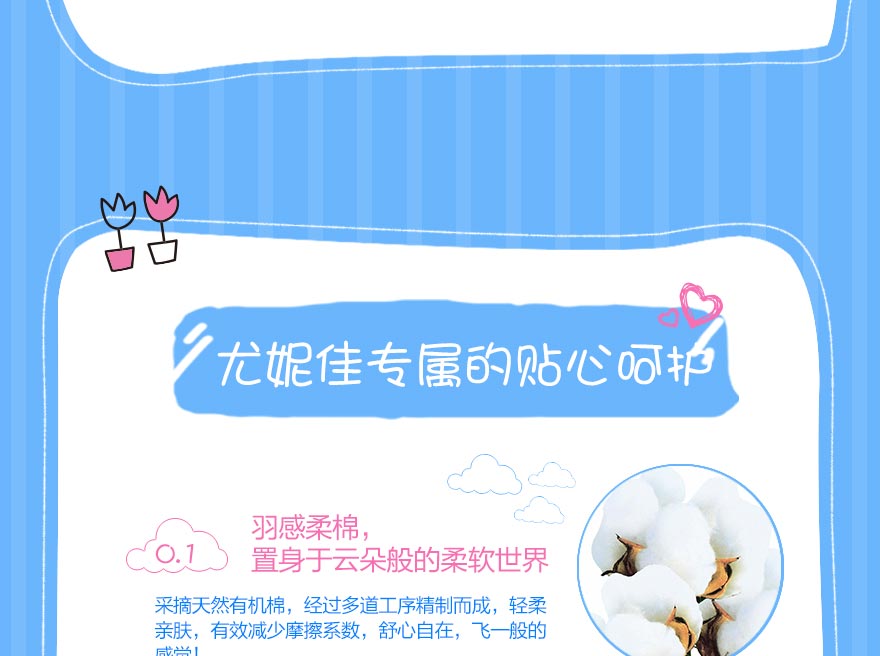 尤妮佳专属的贴心呵护
0.1
羽感柔棉，
置身于云朵般的柔软世界
采摘天然有机棉，经过多道工序精制而成，轻柔
亲肤，有效减少摩擦系数，舒心自在，飞一般的
感觉！